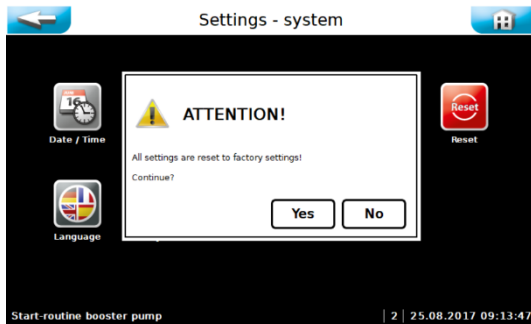 Settings - system
16
Date / Time
ATTENTION!
All settings are reset to factory settings!
Continue?
Yes
No
Reset
Reset
Language
Start-routine booster pump
2
25.08.2017 09:13:47